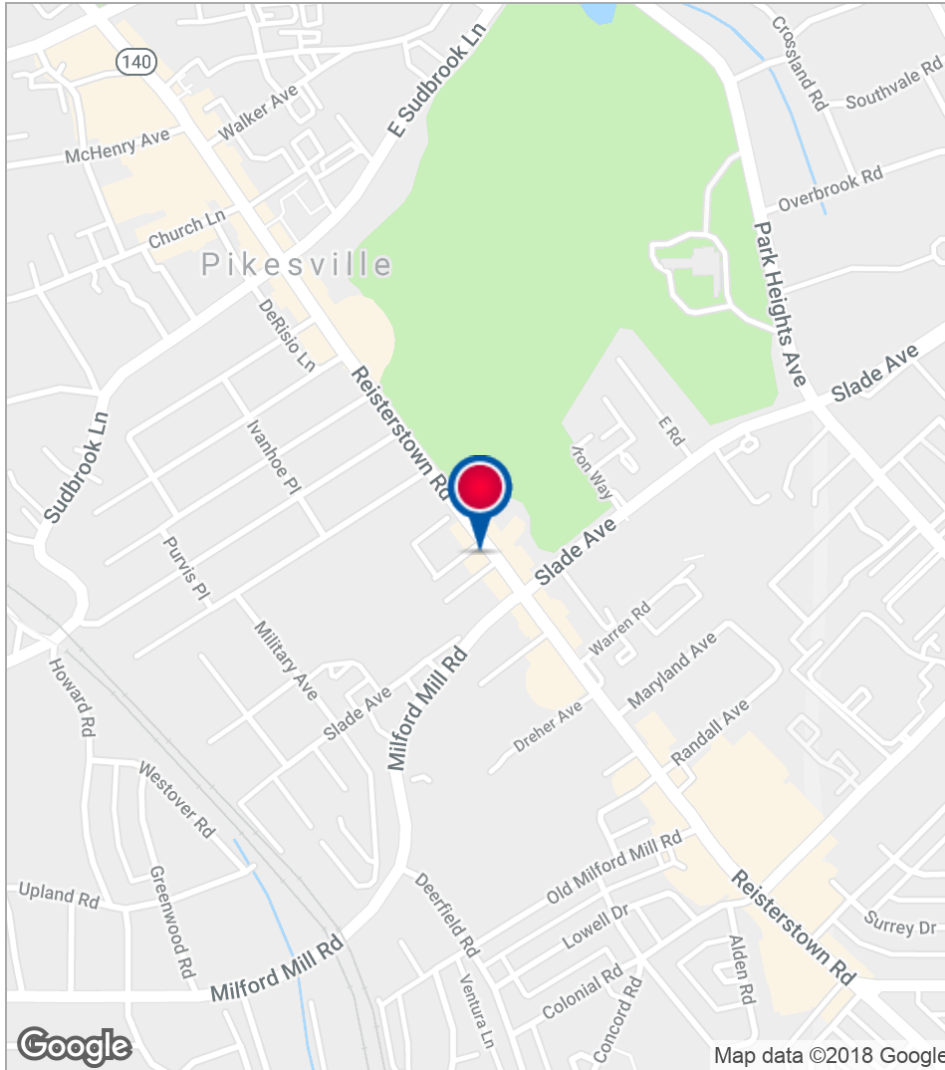 Crossland Rd
140
E Sudbrook Ln
Southvale Rd
Walker Ave
McHenry Ave
Overbrook Rd
Church Ln
Park Heights Ave
Pikesville
DeRisio Ln
Slade Ave
Reisterstown Rd
E Rd
Ivanhoe Pl
Sudbrook Ln
Yron Way
Slade Ave
Purvis Pl
Warren Rd
Military Ave
Maryland Ave
Howard Rd
Slade Ave
Milford Mill Rd
Randall Ave
Dreher Ave
Westover Rd
Old Milford Mill Rd
Upland Rd
Greenwood Rd
Deerfield Rd
Lowell Dr
Reisterstown Rd
Surrey Dr
Milford Mill Rd
Alden Rd
Colonial Rd
Ventura Ln
Concord Rd
Google
Map data ©2018 Google